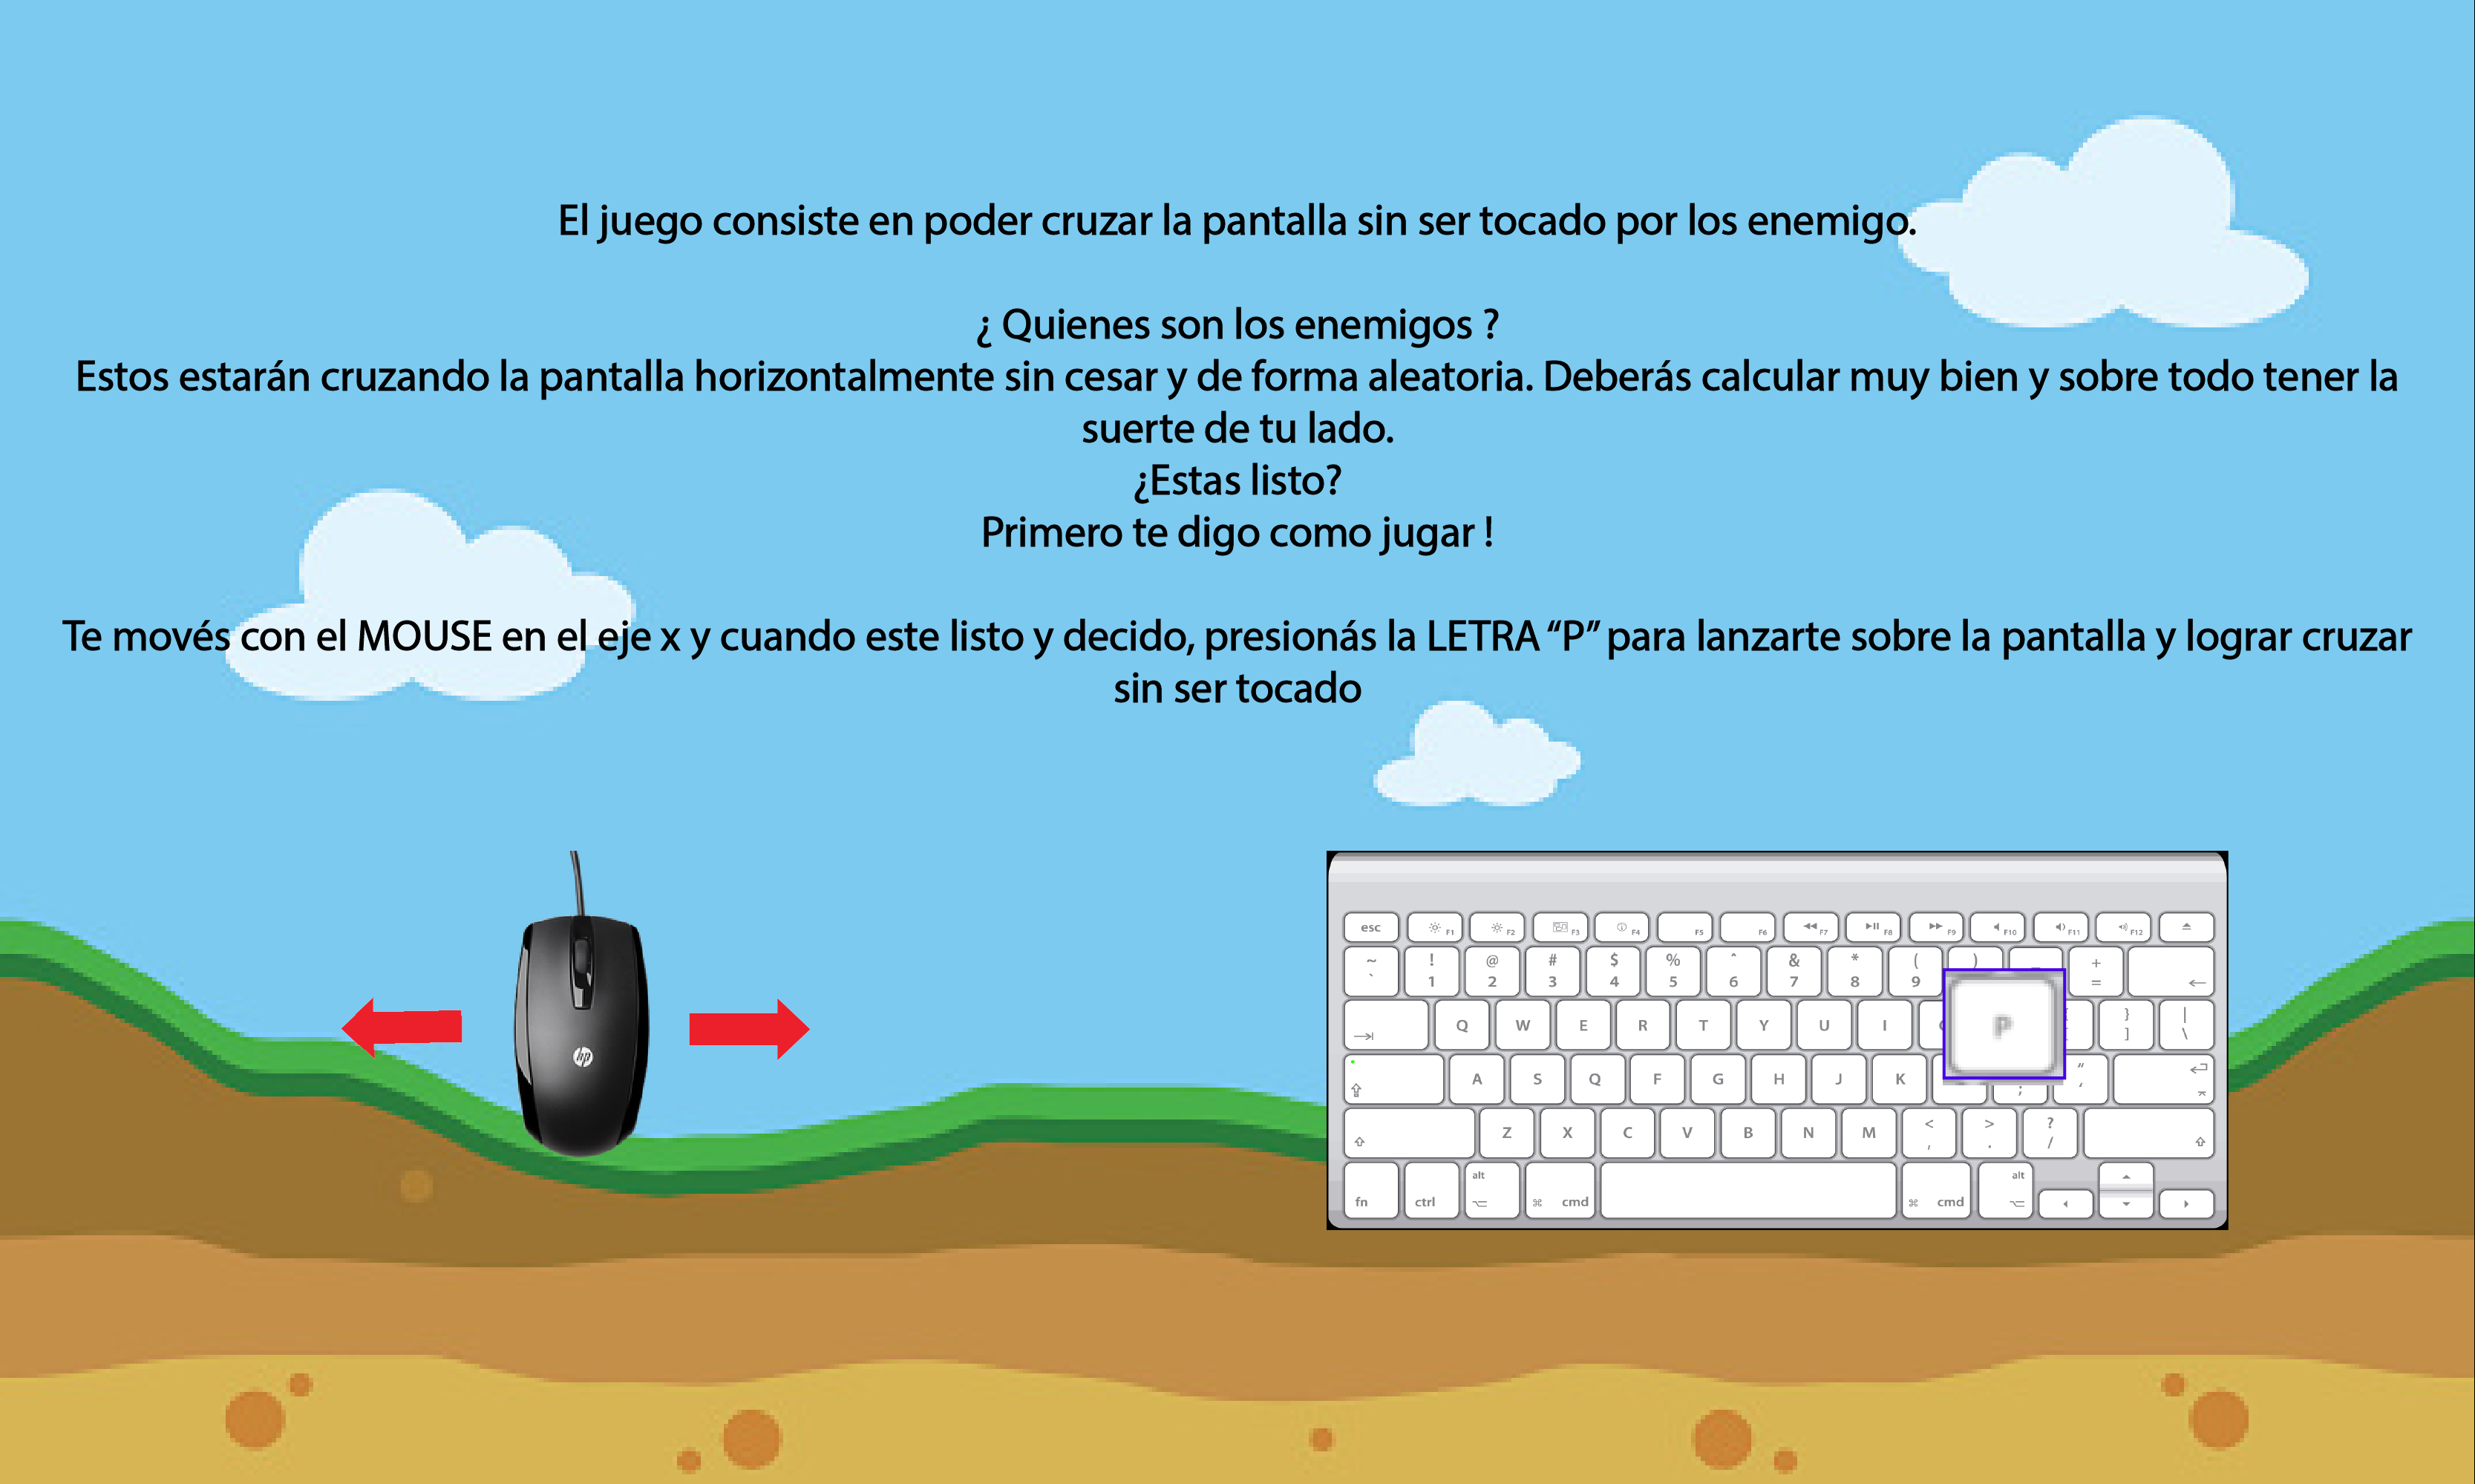 El juego consiste en poder cruzar la pantalla sin ser tocado por los enemigo.
¿ Quienes son los enemigos ?
Estos estarán cruzando la pantalla horizontalmente sin cesar y de forma aleatoria. Deberás calcular muy bien y sobre todo tener la
suerte de tu lado.
¿Estas listo?
Primero te digo como jugar !
Te movés con el MOUSE en el eje x y cuando este listo y decido, presionás la LETRA “P” para lanzarte sobre la pantalla y lograr cruzar
sin ser tocado
hp
esc F1 F2 F3 F4 F5 F6 F7 F8 F9 F10 F11 F12
~ ! @ # $ % ^ & * ( ) _ +
` 1 2 3 4 5 6 7 8 9 =
Q W E R T Y U I P } |
] \
A S Q F G H J K “
; ‘
Z X C V B N M < > ?
, . /
fn ctrl alt ⌘ cmd ⌘ cmd alt